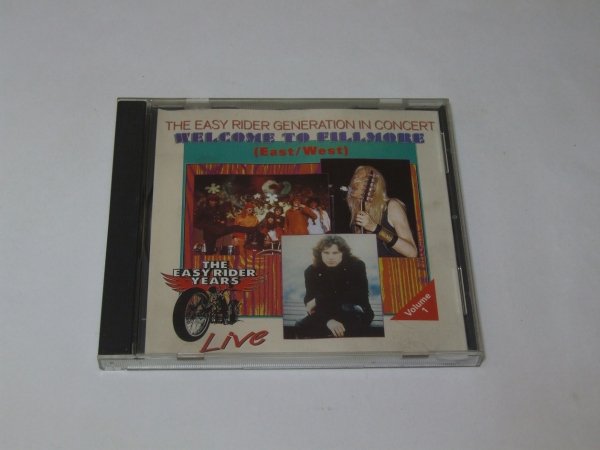 THE EASY RIDER GENERATION IN CONCERT
WELCOME TO FILLMORE
(East/West)
THE
EASY RIDER
YEARS
Live
Volume
1